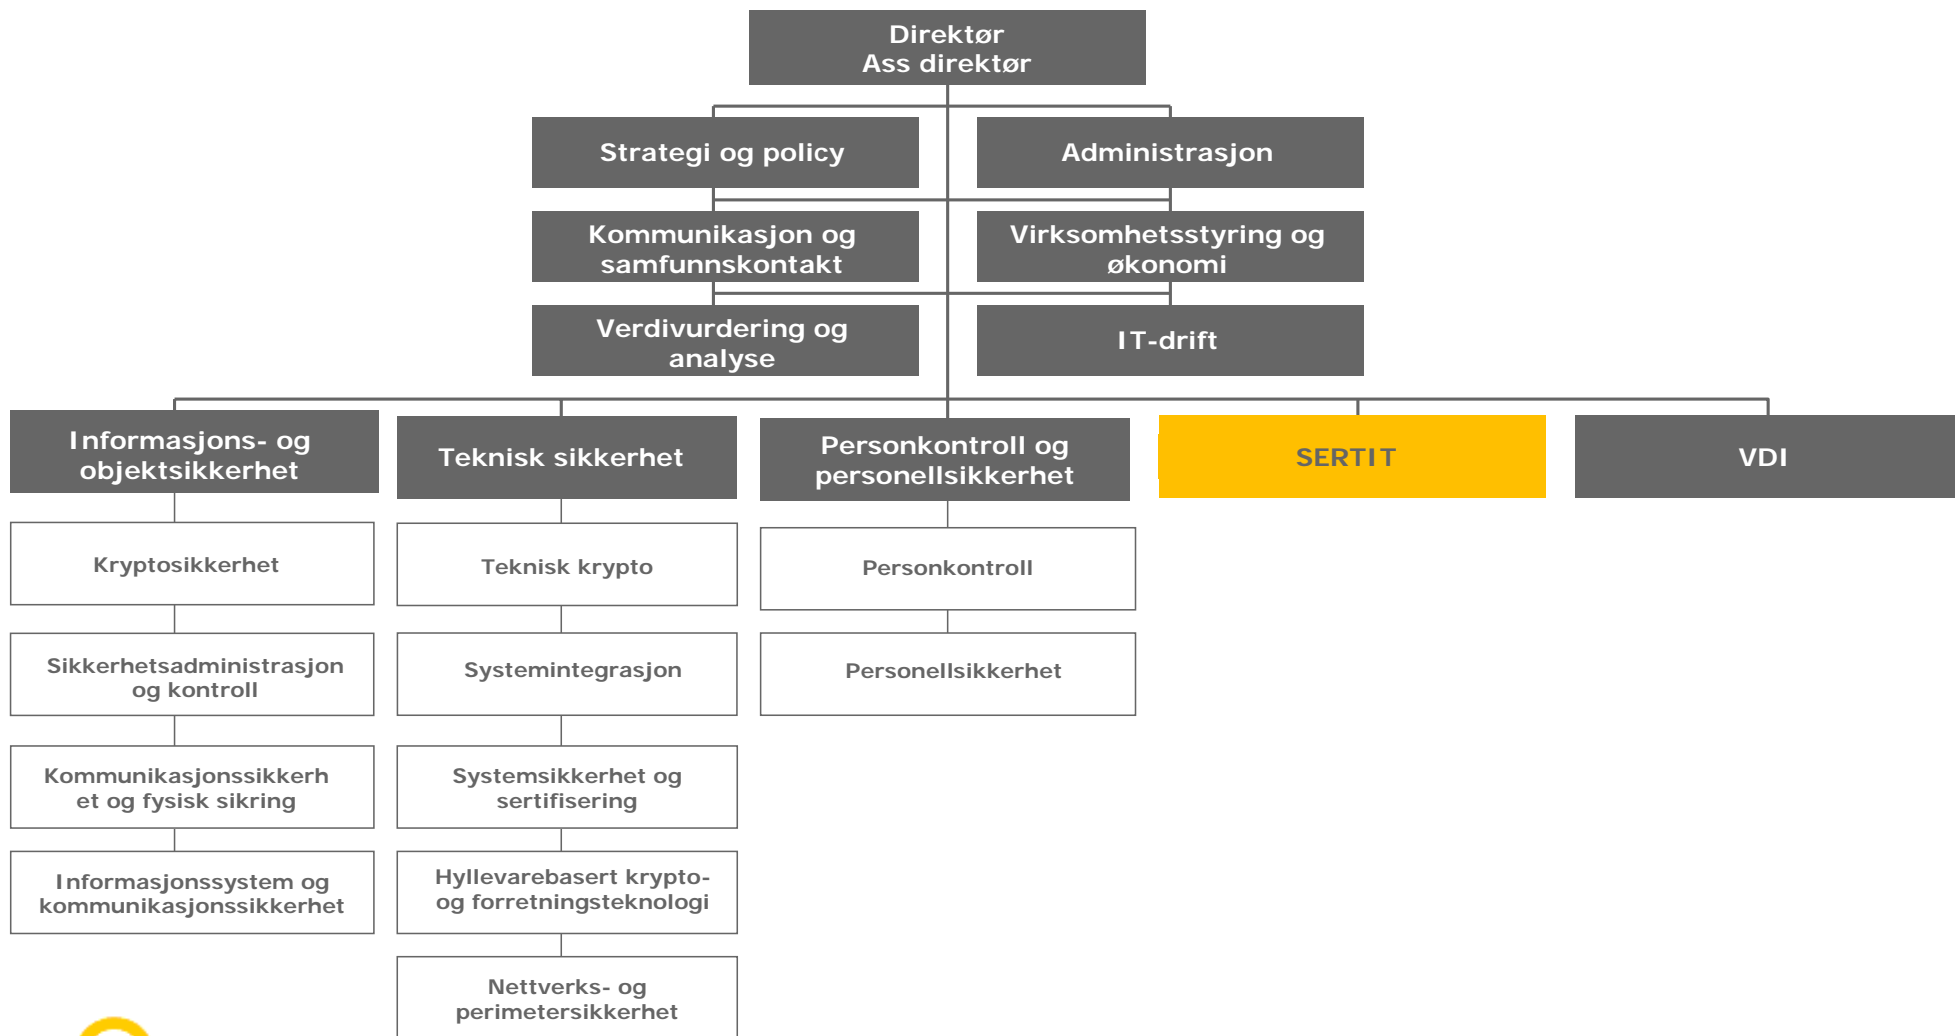 Direktør
Ass direktør
Strategi og policy
Administrasjon
Kommunikasjon og
samfunnskontakt
Virksomhetsstyring og
økonomi
Verdivurdering og
analyse
IT-drift
Informasjons- og
objektsikkerhet
Teknisk sikkerhet
Personkontroll og
personellsikkerhet
SERTIT
VDI
Kryptosikkerhet
Sikkerhetsadministrasjon
og kontroll
Kommunikasjonssikkerh
et og fysisk sikring
Informasjonssystem og
kommunikasjonssikkerhet
Teknisk krypto
Systemintegrasjon
Systemsikkerhet og
sertifisering
Hyllevarebasert krypto-
og forretningsteknologi
Nettverks- og
perimetersikkerhet
Personkontroll
Personellsikkerhet